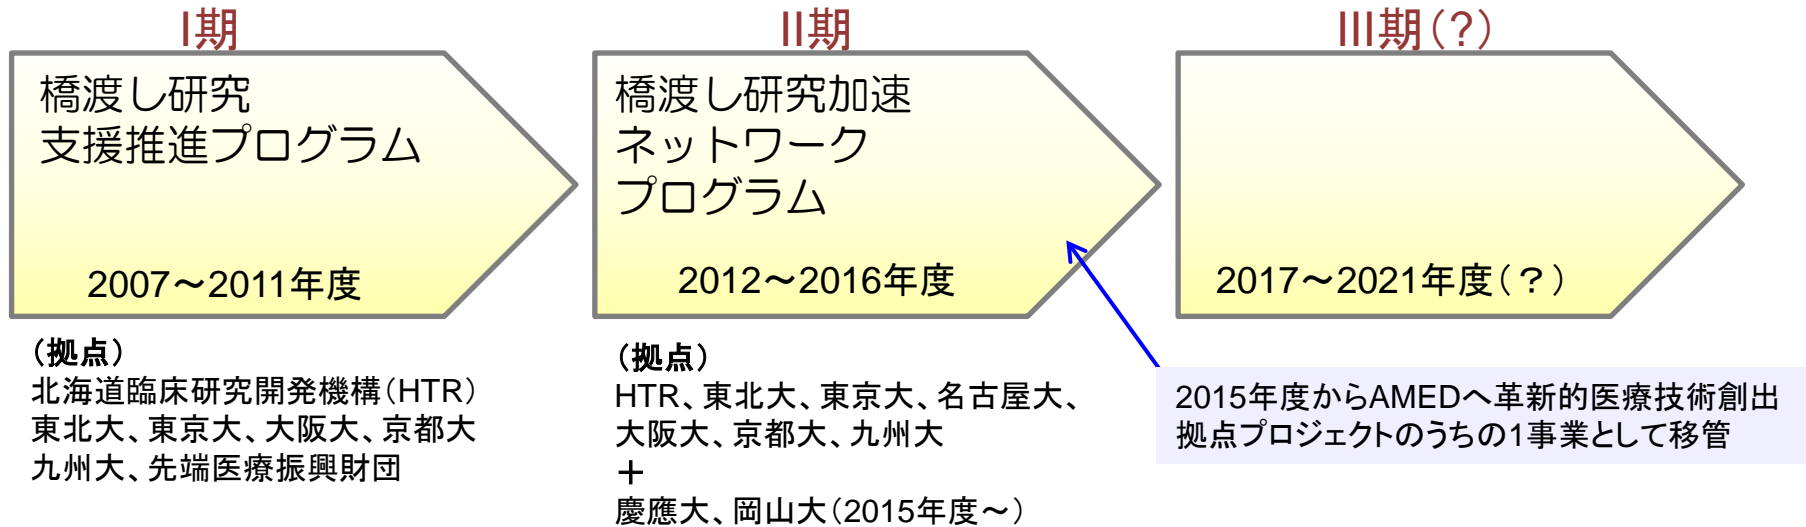 I期
橋渡し研究
支援推進プログラム
2007～2011年度
（拠点）
北海道臨床研究開発機構（HTR）
東北大、東京大、大阪大、京都大
九州大、先端医療振興財団
II期
橋渡し研究加速
ネットワーク
プログラム
2012～2016年度
（拠点）
HTR、東北大、東京大、名古屋大、
大阪大、京都大、九州大
＋
慶應大、岡山大（2015年度～）
III期（?）
2017～2021年度（？）
2015年度からAMEDへ革新的医療技術創出
拠点プロジェクトのうちの1事業として移管